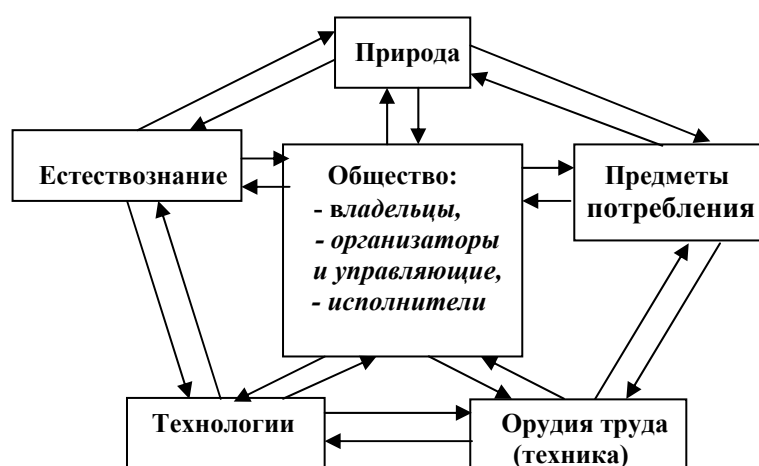 Природа
Естествознание
Общество:
- владельцы,
- организаторы
и управляющие,
- исполнители
Предметы
потребления
Технологии
Орудия труда
(техника)